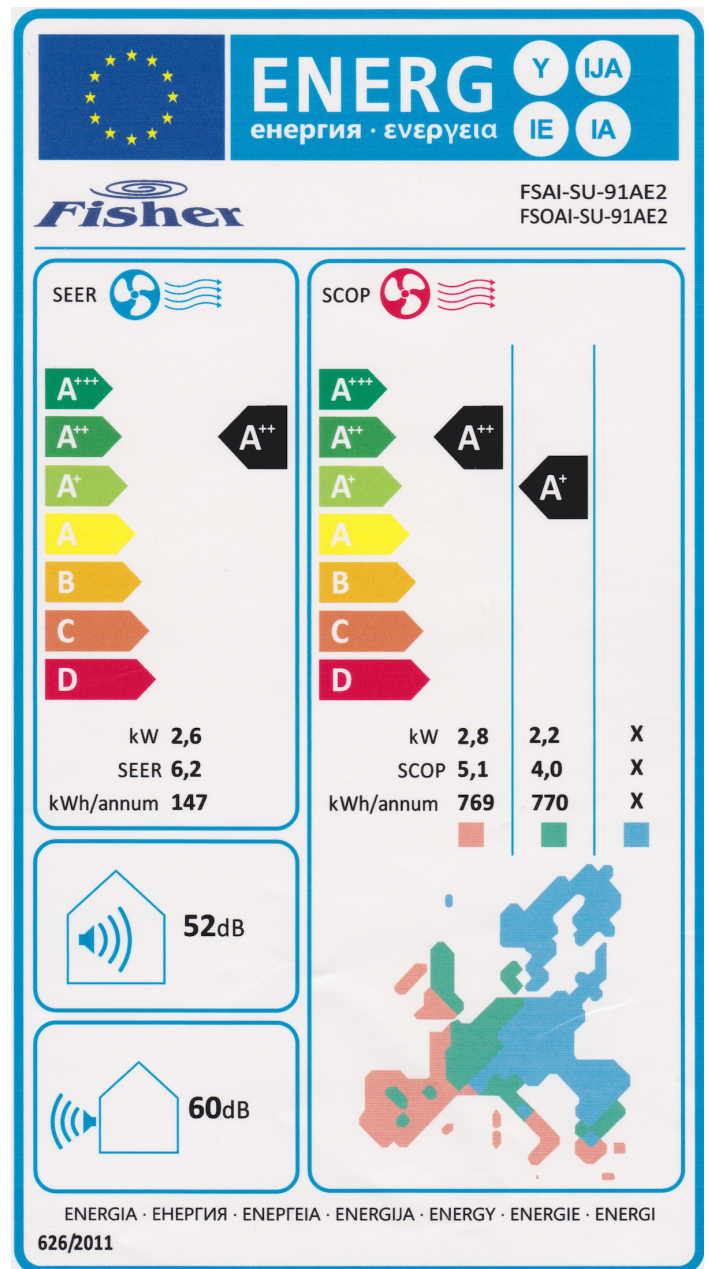 ENERG Y IJA
енергия · ενεργεια IE IA
Fisher
FSAI-SU-91AE2
FSOAI-SU-91AE2
SEER
A+++
A++
A+
A
B
C
D
A++
kW 2,6
SEER 6,2
kWh/annum 147
SCOP
A+++
A++
A+
A
B
C
D
A++
A+
kW 2,8 2,2 X
SCOP 5,1 4,0 X
kWh/annum 769 770 X
52dB
60dB
ENERGIA · ЕНЕРГИЯ · ΕΝΕΡΓΕΙΑ · ENERGIJA · ENERGY · ENERGIE · ENERGI
626/2011